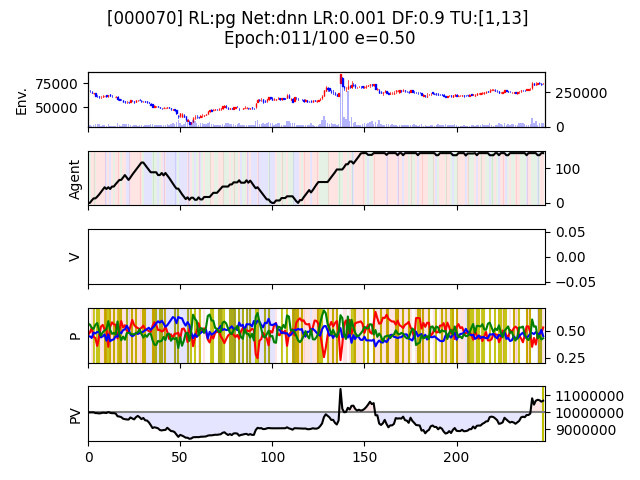 [000070] RL:pg Net:dnn LR:0.001 DF:0.9 TU:[1,13]
Epoch:011/100 e=0.50
Env.
75000
50000
250000
0
Agent
100
0
V
0.05
0.00
−0.05
P
0.50
0.25
PV
11000000
10000000
9000000
0 50 100 150 200